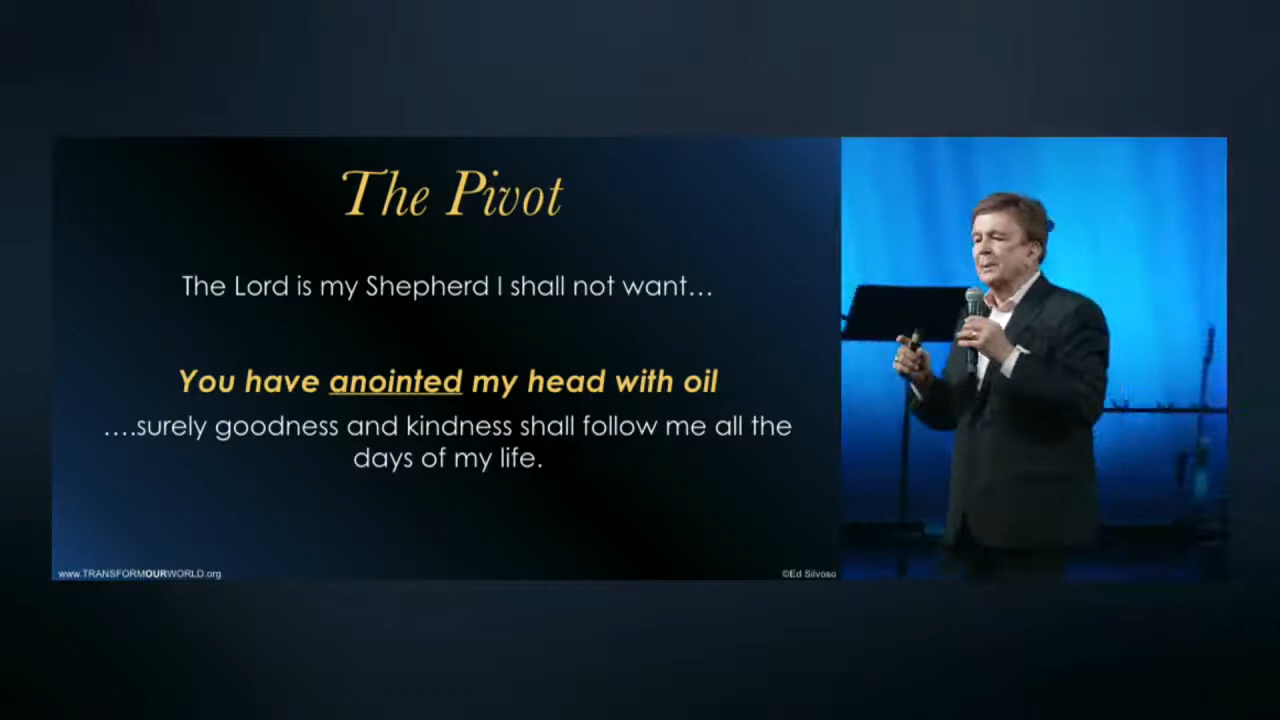 The Pivot
The Lord is my Shepherd I shall not want...
You have anointed my head with oil
....surely goodness and kindness shall follow me all the
days of my life.
www.TRANSFORMOURWORLD.org
©Ed Silvoso